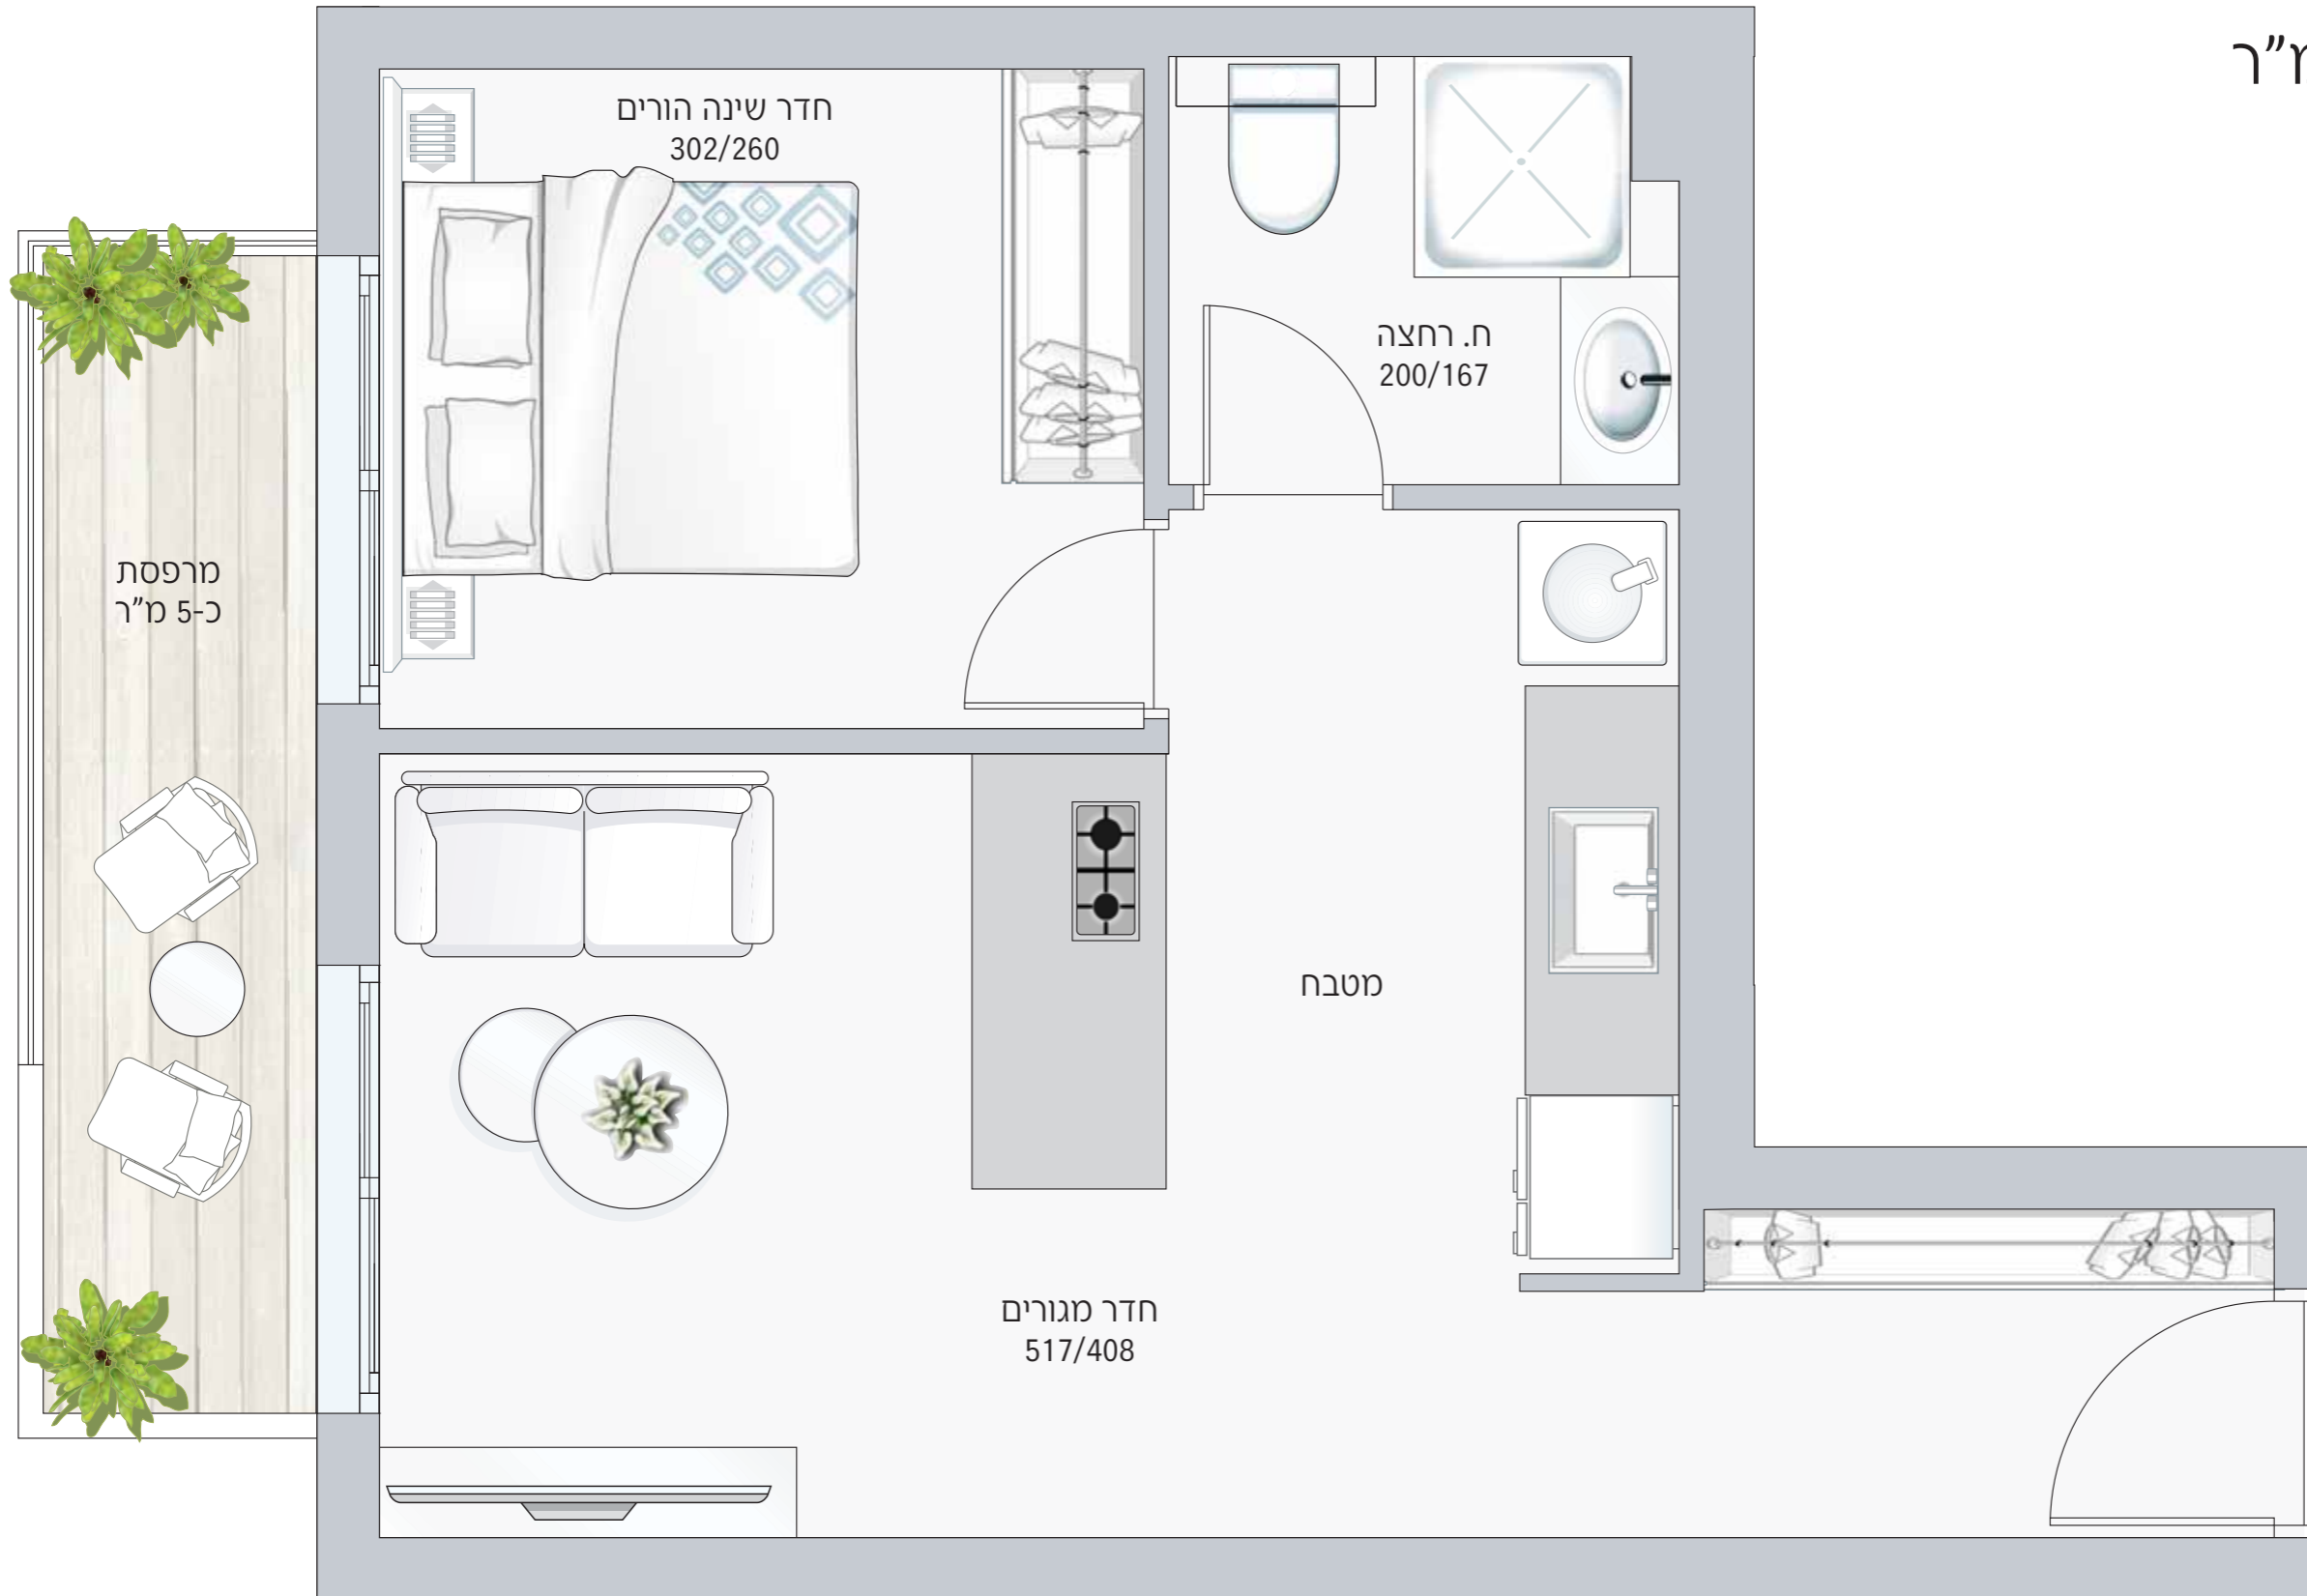 מ"ר
חדר שינה הורים
302/260
ח. רחצה
200/167
מרפסת
כ-5 מ"ר
מטבח
חדר מגורים
517/408